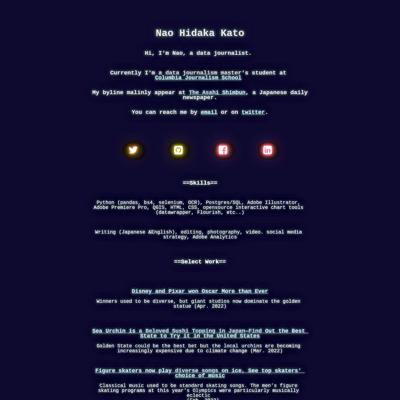 Nao Hidaka Kato
Hi, I'm Nao, a data journalist.
Currently I'm a data journalism master's student at
Columbia Journalism School
My byline malinly appear at The Asahi Shimbun, a Japanese daily
newspaper.
You can reach me by email or on twitter.
==Skills==
Python (pandas, bs4, selenium, OCR), Postgres/SQL, Adobe Illustrator,
Adobe Premiere Pro, QGIS, HTML, CSS, opensource interactive chart tools
(datawrapper, Flourish, etc..)
Writing (Japanese &English), editing, photography, video. social media
strategy, Adobe Analytics
==Select Work==
Disney and Pixar won Oscar More than Ever
Winners used to be diverse, but giant studios now dominate the golden
statue (Apr. 2022)
Sea Urchin is a Beloved Sushi Topping in Japan—Find Out the Best
State to Try it in the United States
Golden State could be the best bet but the local urchins are becoming
increasingly expensive due to climate change (Mar. 2022)
Figure skaters now play diverse songs on ice. See top skaters'
choice of music
Classical music used to be standard skating songs. The men's figure
skating programs at this year's Olympics were particularly musically
eclectic